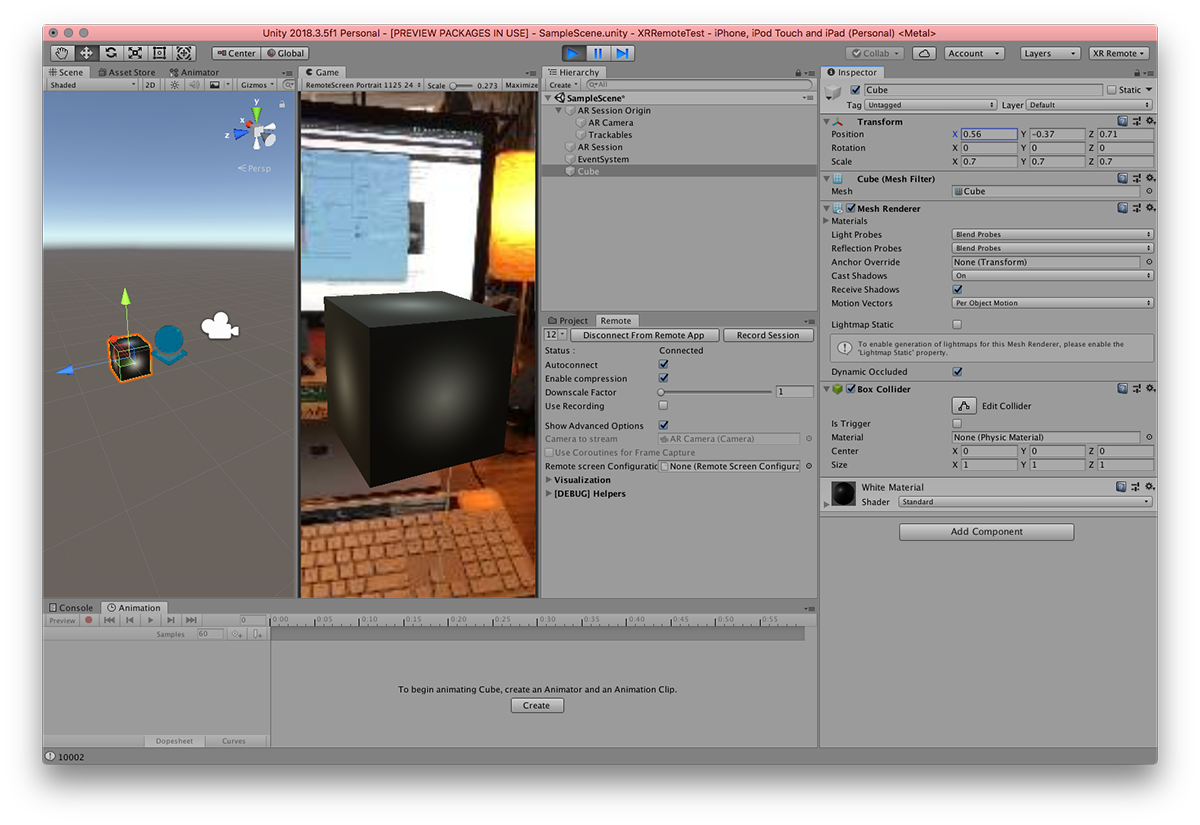 Unity 2018.3.5f1 Personal - [PREVIEW PACKAGES IN USE] - SampleScene.unity - XRRemoteTest - iPhone, iPod Touch and iPad (Personal) <Metal>
Center Global Collab Account Layers XR Remote
Scene Asset Store Animator
Shaded 2D Gizmos
y
x
z
Persp
Game
RemoteScreen Portrait 1125 24 Scale 0.273 Maximize
Hierarchy
Create All
SampleScene*
AR Session Origin
AR Camera
Trackables
AR Session
EventSystem
Cube
Project Remote
12 Disconnect From Remote App Record Session
Status : Connected
Autoconnect
Enable compression
Downscale Factor 1
Use Recording
Show Advanced Options
Camera to stream AR Camera (Camera)
Use Coroutines for Frame Capture
Remote screen Configuratic None (Remote Screen Configura
Visualization
[DEBUG] Helpers
Inspector
Cube Static
Tag Untagged Layer Default
Transform
Position X 0.56 Y -0.37 Z 0.71
Rotation X 0 Y 0 Z 0
Scale X 0.7 Y 0.7 Z 0.7
Cube (Mesh Filter)
Mesh Cube
Mesh Renderer
Materials
Light Probes Blend Probes
Reflection Probes Blend Probes
Anchor Override None (Transform)
Cast Shadows On
Receive Shadows
Motion Vectors Per Object Motion
Lightmap Static
To enable generation of lightmaps for this Mesh Renderer, please enable the
'Lightmap Static' property.
Dynamic Occluded
Box Collider
Edit Collider
Is Trigger
Material None (Physic Material)
Center X 0 Y 0 Z 0
Size X 1 Y 1 Z 1
White Material
Shader Standard
Add Component
Console Animation
Preview 0 0:00 0:05 0:10 0:15 0:20 0:25 0:30 0:35 0:40 0:45 0:50 0:55
Samples 60
To begin animating Cube, create an Animator and an Animation Clip.
Create
Dopesheet Curves
10002